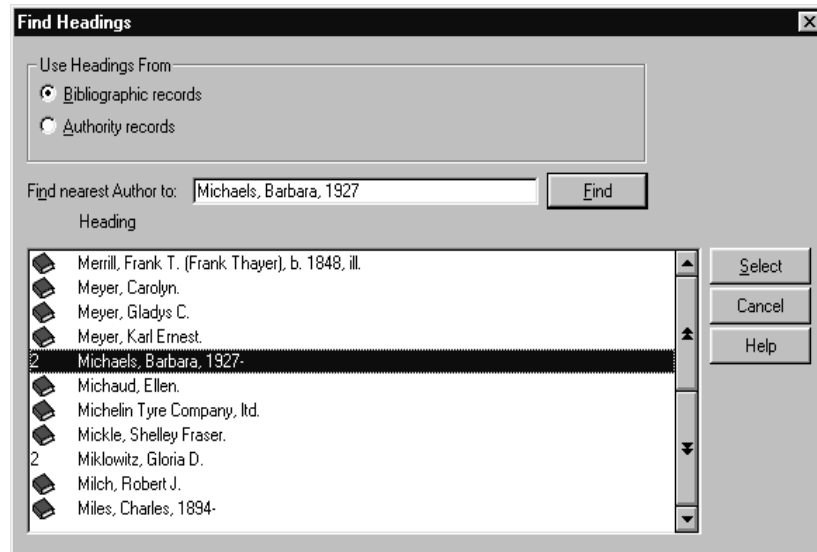 Find Headings
Use Headings From
Bibliographic records
Authority records
Find nearest Author to: Michaels, Barbara, 1927 Find
Heading
Merrill, Frank T. (Frank Thayer), b. 1848, ill.
Meyer, Carolyn.
Meyer, Gladys C.
Meyer, Karl Ernest.
2 Michaels, Barbara, 1927-
Michaud, Ellen.
Michelin Tyre Company, ltd.
Mickle, Shelley Fraser.
2 Miklowitz, Gloria D.
Milch, Robert J.
Miles, Charles, 1894-
Select
Cancel
Help